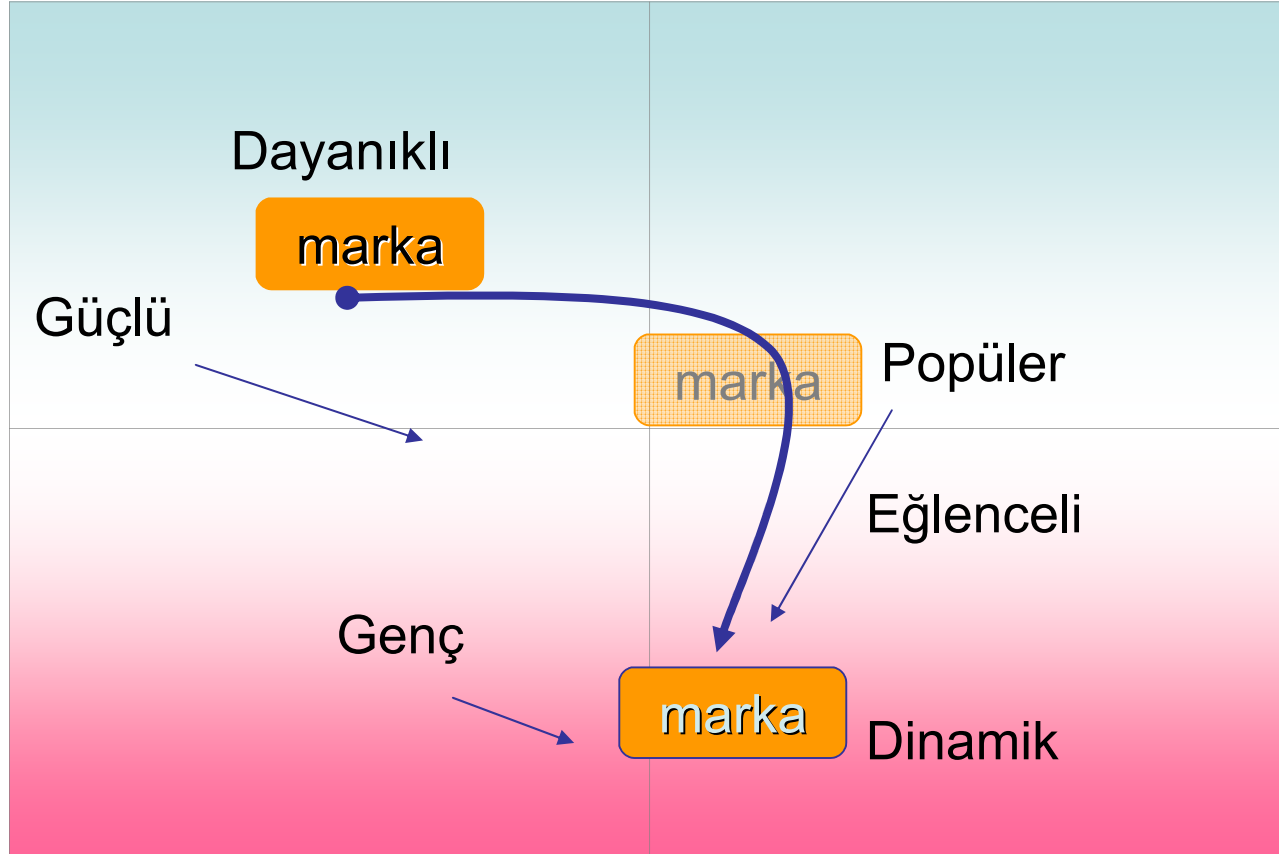 Dayanıklı
marka
Güçlü
marka
Popüler
Eğlenceli
Genç
marka
Dinamik